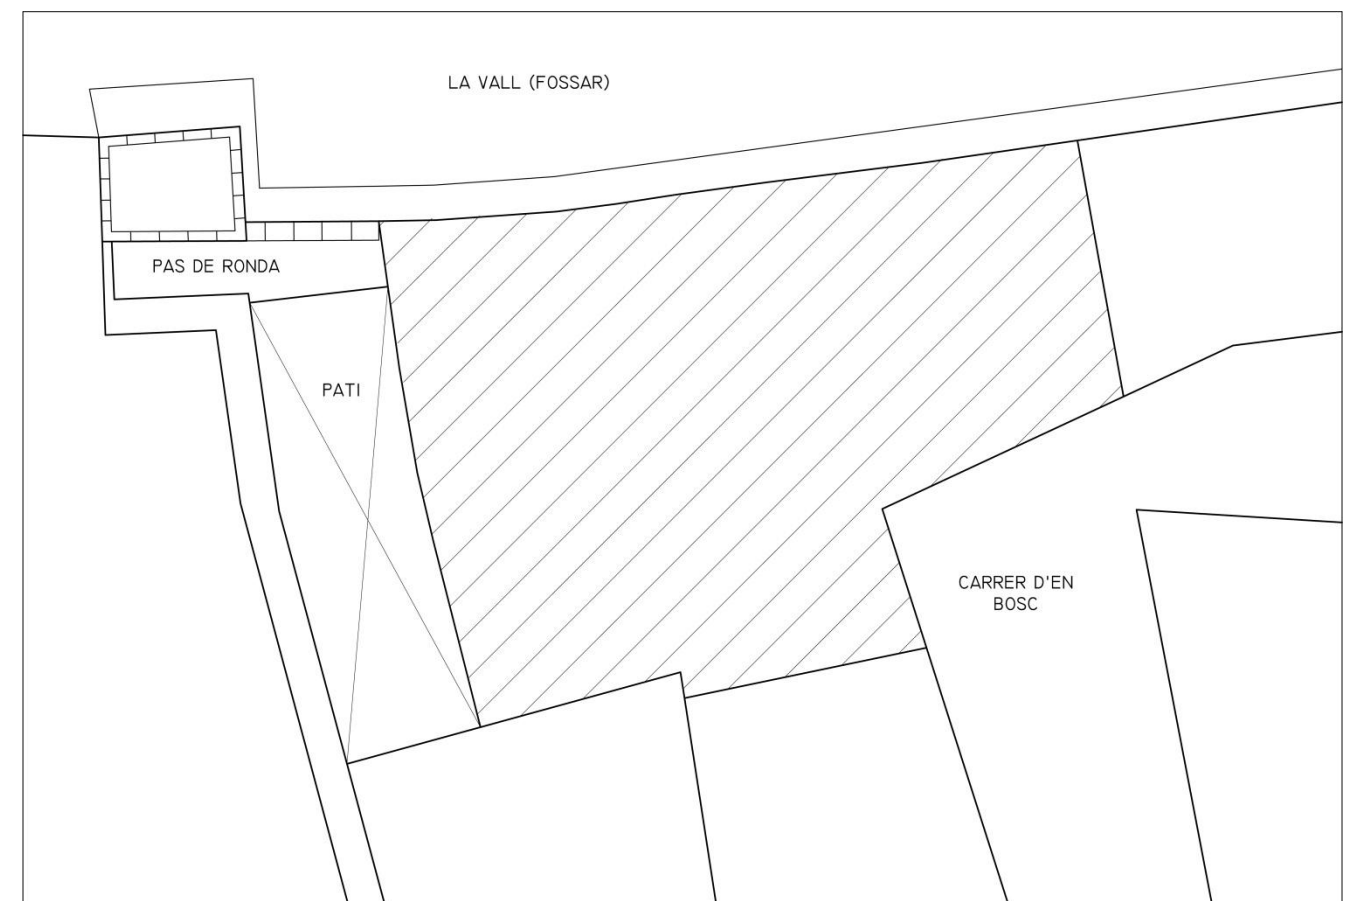 LA VALL (FOSSAR)
PAS DE RONDA
PATI
CARRER D'EN
BOSC